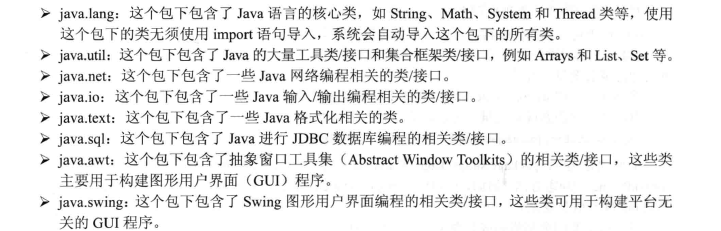 ➢ java.lang：这个包下包含了 Java 语言的核心类，如 String、Math、System 和 Thread 类等，使用
这个包下的类无须使用 import 语句导入，系统会自动导入这个包下的所有类。
➢ java.util：这个包下包含了 Java 的大量工具类/接口和集合框架类/接口，例如 Arrays 和 List、Set 等。
➢ java.net：这个包下包含了一些 Java 网络编程相关的类/接口。
➢ java.io：这个包下包含了一些 Java 输入/输出编程相关的类/接口。
➢ java.text：这个包下包含了一些 Java 格式化相关的类。
➢ java.sql：这个包下包含了 Java 进行 JDBC 数据库编程的相关类/接口。
➢ java.awt：这个包下包含了抽象窗口工具集（Abstract Window Toolkits）的相关类/接口，这些类
主要用于构建图形用户界面（GUI）程序。
➢ java.swing：这个包下包含了 Swing 图形用户界面编程的相关类/接口，这些类可用于构建平台无
关的 GUI 程序。